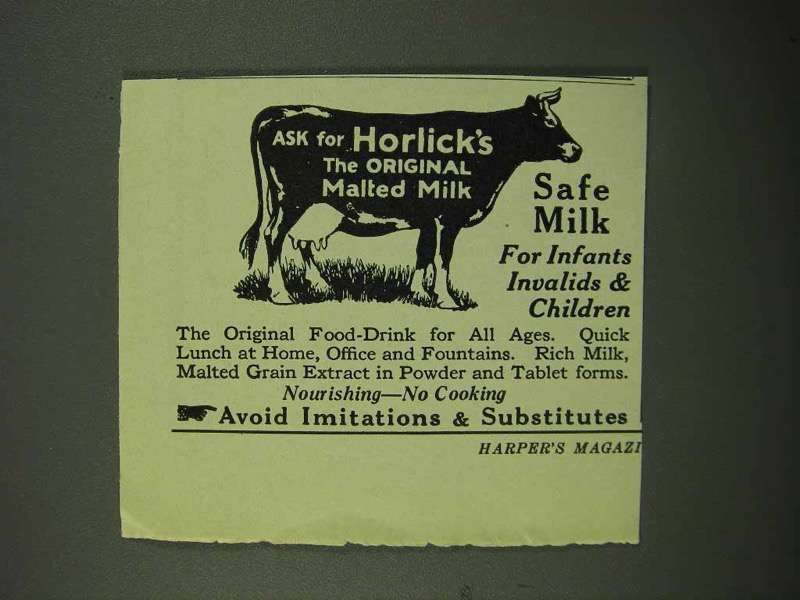 ASK for Horlick's
The ORIGINAL
Malted Milk
Safe
Milk
For Infants
Invalids &
Children
The Original Food-Drink for All Ages. Quick
Lunch at Home, Office and Fountains. Rich Milk,
Malted Grain Extract in Powder and Tablet forms.
Nourishing—No Cooking
Avoid Imitations & Substitutes
HARPER'S MAGAZI